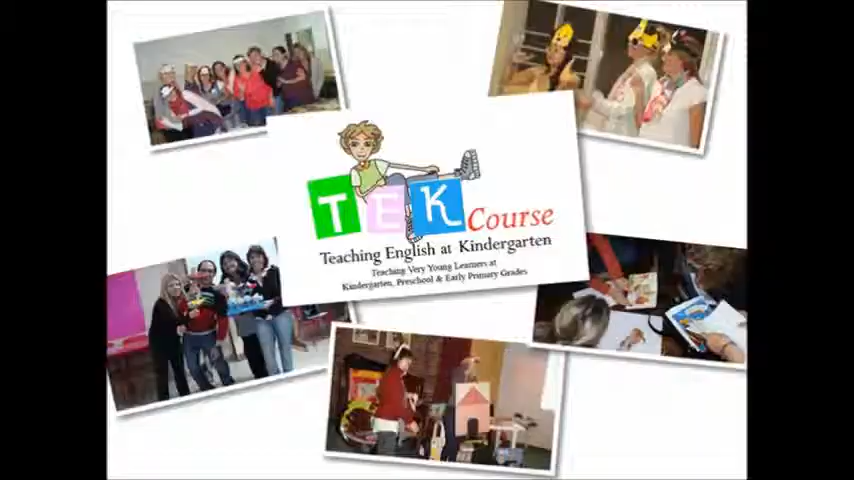 TEK Course
Teaching English at Kindergarten
Teaching Very Young Learners at
Kindergarten, Preschool & Early Primary Grades